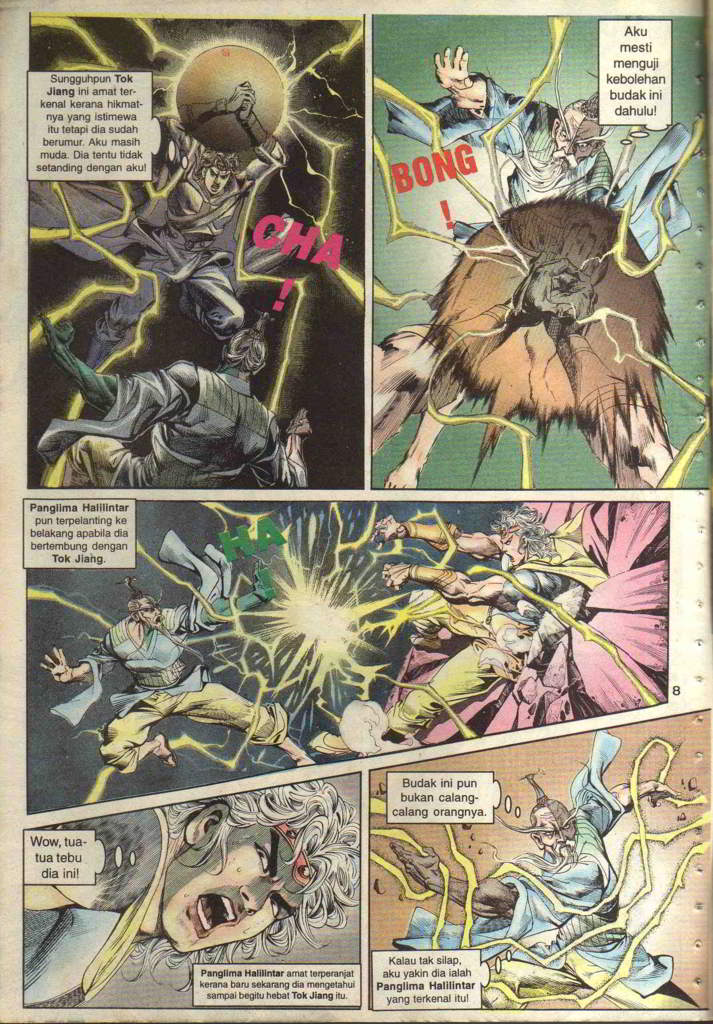 Sungguhpun Tok
Jiang ini amat ter-
kenal kerana hikmat-
nya yang istimewa
itu tetapi dia sudah
berumur. Aku masih
muda. Dia tentu tidak
setanding dengan aku!
CHA
!
Aku
mesti
menguji
kebolehan
budak ini
dahulu!
BONG
!
Panglima Halilintar
pun terpelanting ke
belakang apabila dia
bertembung dengan
Tok Jiang.
HA
!
8
Wow, tua-
tua tebu
dia ini!
Panglima Halilintar amat terperanjat
kerana baru sekarang dia mengetahui
sampai begitu hebat Tok Jiang itu.
Budak ini pun
bukan calang-
calang orangnya.
Kalau tak silap,
aku yakin dia ialah
Panglima Halilintar
yang terkenal itu!